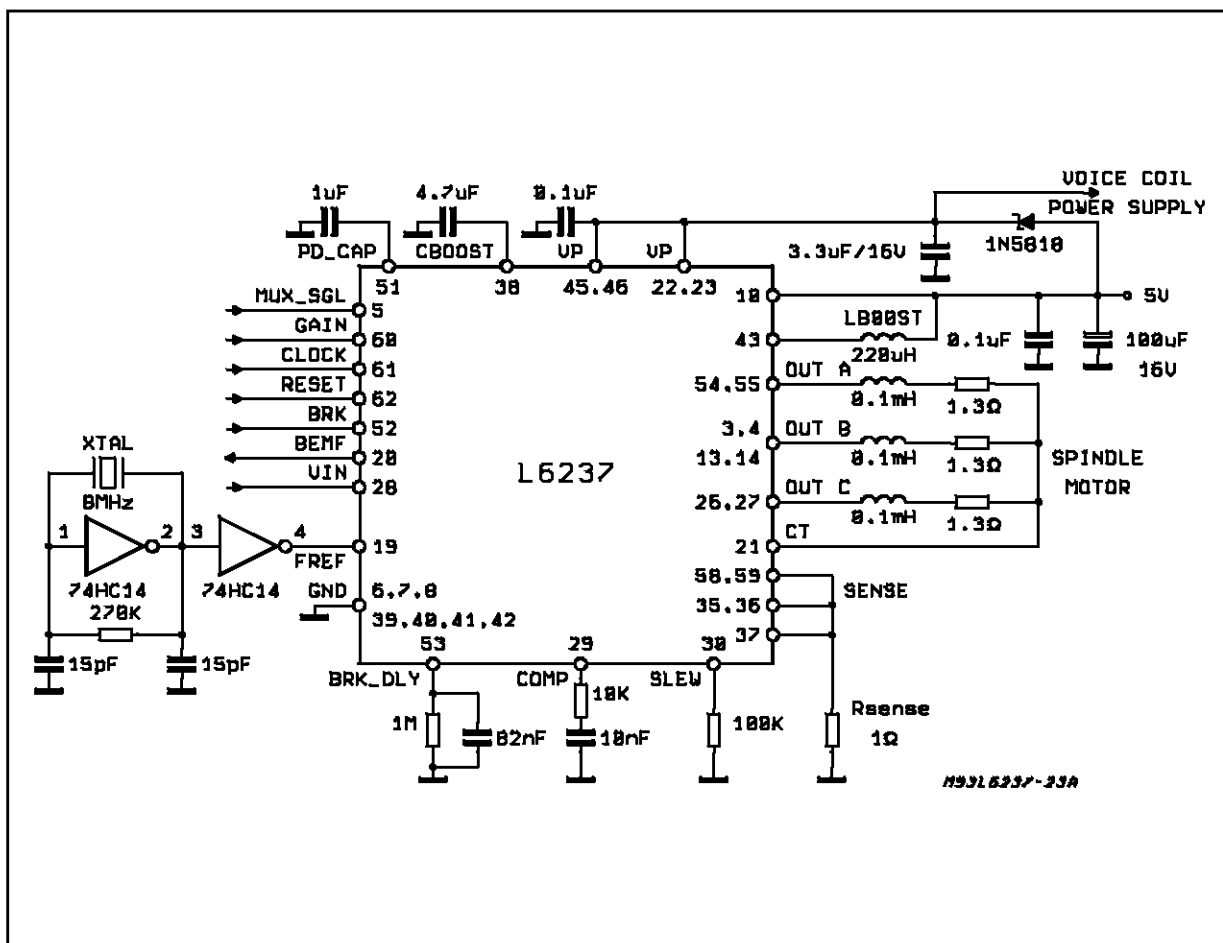 1uF
4.7uF
0.1uF
VOICE COIL
POWER SUPPLY
PD_CAP
CBOOST
VP
VP
3.3uF/16V
1N5818
51
38
45.46
22.23
10
5V
MUX_SGL
5
LB00ST
43
220uH
0.1uF
100uF
16V
GAIN
60
CLOCK
61
RESET
62
BRK
52
BEMF
20
VIN
28
54.55
OUT A
0.1mH
1.3Ω
3.4
OUT B
13.14
0.1mH
1.3Ω
26.27
OUT C
0.1mH
1.3Ω
SPINDLE
MOTOR
L6237
XTAL
8MHz
1
2
3
4
19
FREF
74HC14
74HC14
270K
15pF
15pF
GND
6.7.8
39.40.41.42
CT
21
58.59
SENSE
35.36
37
53
29
30
BRK_DLY
COMP
SLEW
1M
82nF
10K
10nF
100K
Rsense
1Ω
M93L6237-23A